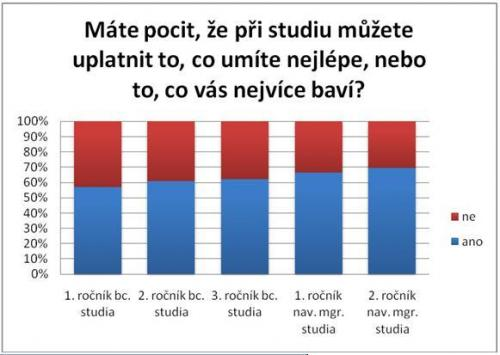 Máte pocit, že při studiu můžete
uplatnit to, co umíte nejlépe, nebo
to, co vás nejvíce baví?
100%
90%
80%
70%
60%
50%
40%
30%
20%
10%
0%
ne
ano
1. ročník bc. studia
2. ročník bc. studia
3. ročník bc. studia
1. ročník nav. mgr. studia
2. ročník nav. mgr. studia